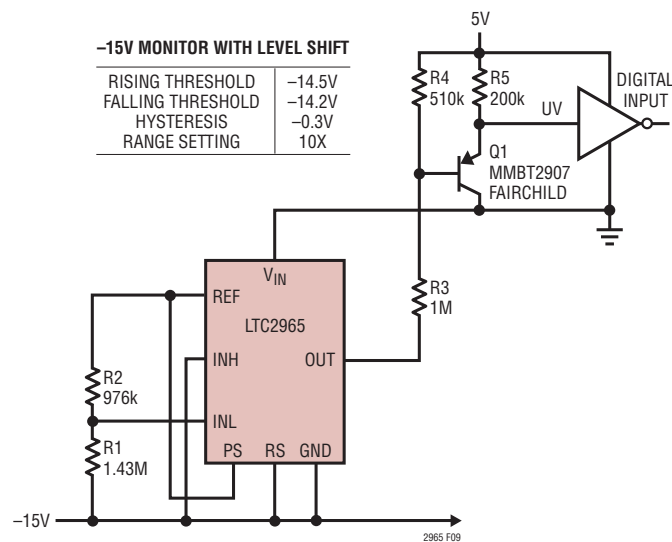 –15V MONITOR WITH LEVEL SHIFT
RISING THRESHOLD –14.5V
FALLING THRESHOLD –14.2V
HYSTERESIS –0.3V
RANGE SETTING 10X
5V
R4
510k
R5
200k
UV
DIGITAL
INPUT
Q1
MMBT2907
FAIRCHILD
R3
1M
VIN
REF
LTC2965
INH
OUT
INL
PS RS GND
R2
976k
R1
1.43M
–15V
2965 F09